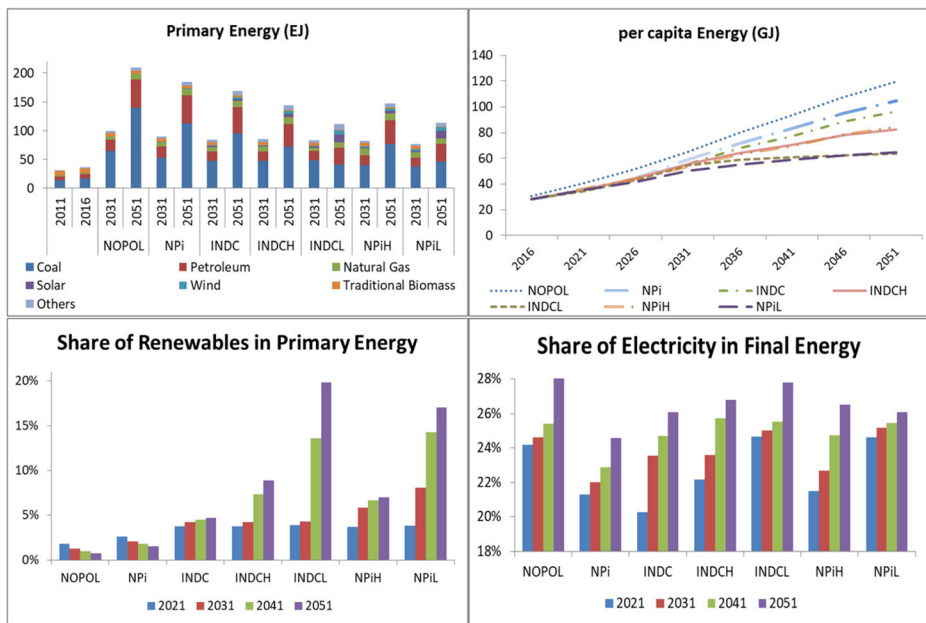 Primary Energy (EJ)
200
150
100
50
0
2011
2016
2031
2051
2031
2051
2031
2051
2031
2051
2031
2051
2031
2051
2031
2051
NOPOL NPi INDC INDCH INDCL NPiH NPiL
Coal Petroleum Natural Gas
Solar Wind Traditional Biomass
Others
per capita Energy (GJ)
140
120
100
80
60
40
20
0
2016 2021 2026 2031 2036 2041 2046 2051
NOPOL NPi INDC INDCH
INDCL NPiH NPiL
Share of Renewables in Primary Energy
20%
15%
10%
5%
0%
NOPOL NPi INDC INDCH INDCL NPiH NPiL
2021 2031 2041 2051
Share of Electricity in Final Energy
28%
26%
24%
22%
20%
18%
NOPOL NPi INDC INDCH INDCL NPiH NPiL
2021 2031 2041 2051